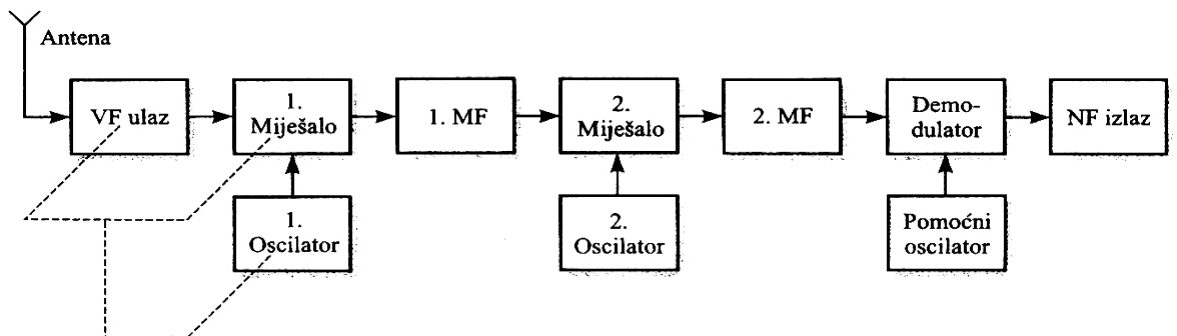 Antena
VF ulaz
1.
Miješalo
1. MF
2.
Miješalo
2. MF
Demo-
dulator
NF izlaz
1.
Oscilator
2.
Oscilator
Pomoćni
oscilator